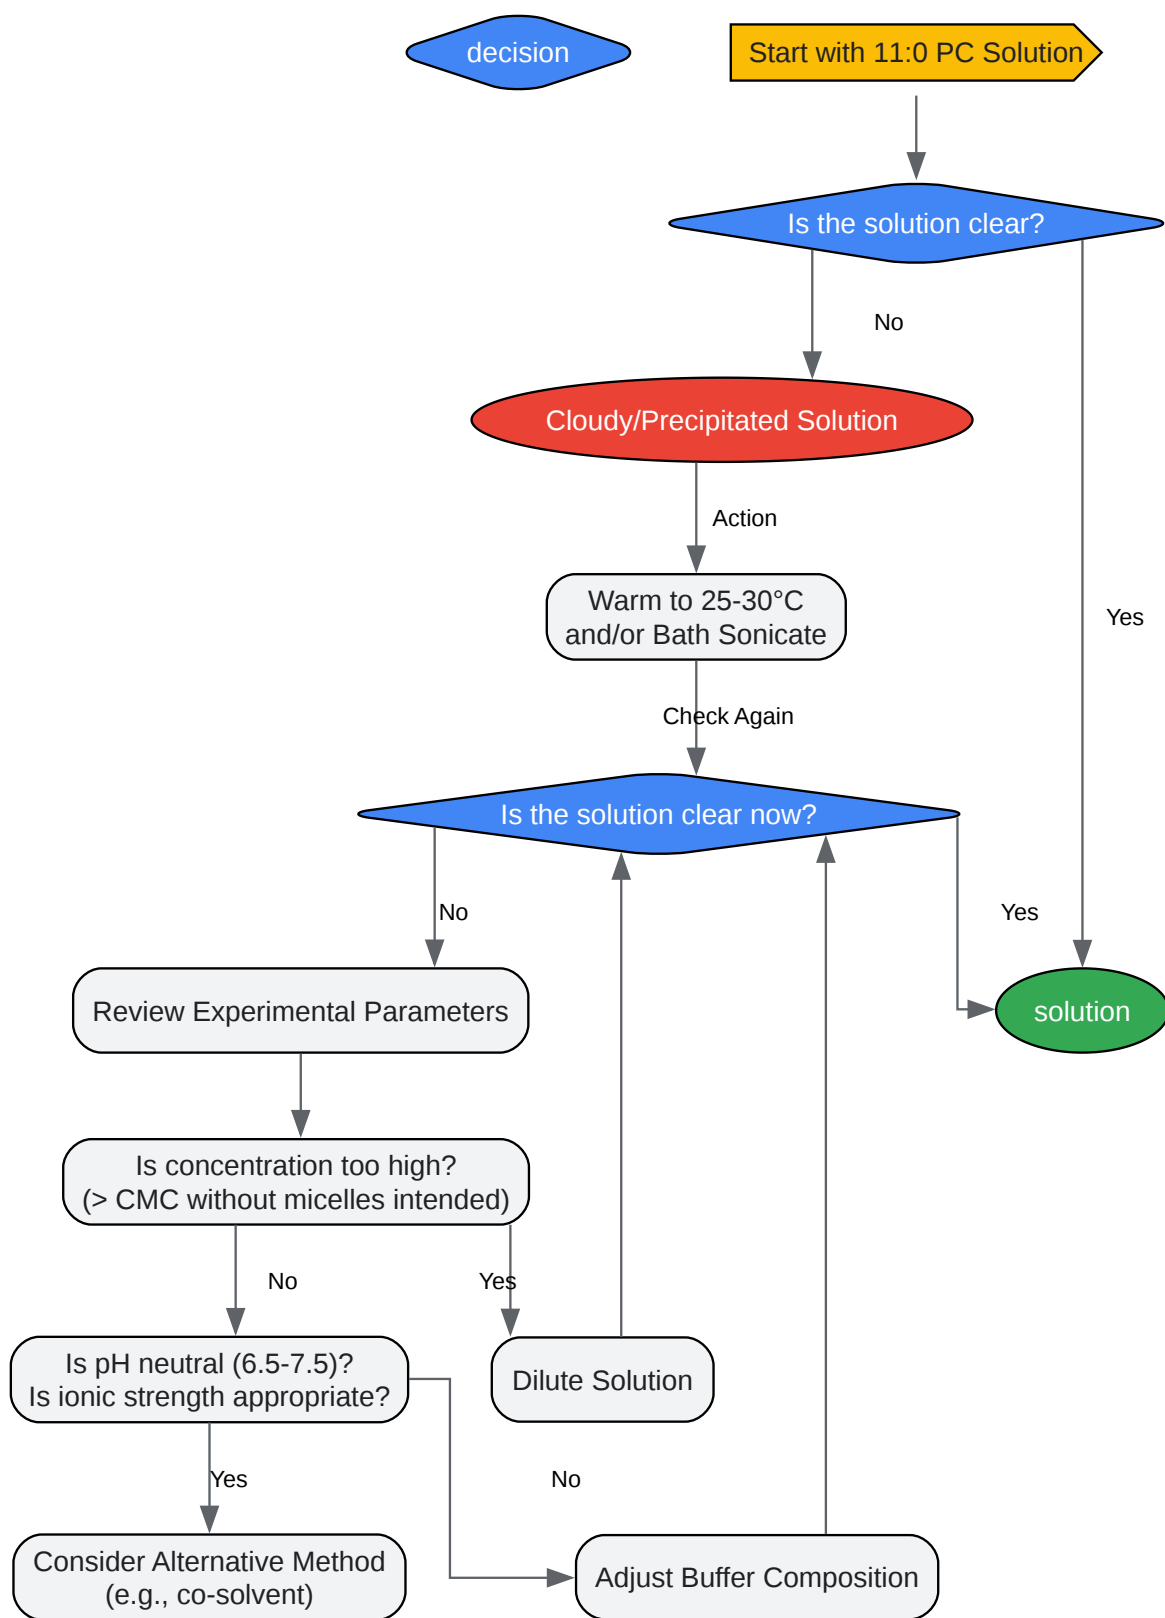 decision
Start with 11:0 PC Solution
Is the solution clear?
No
Cloudy/Precipitated Solution
Action
Warm to 25-30°C
and/or Bath Sonicate
Yes
Check Again
Is the solution clear now?
No
Yes
Review Experimental Parameters
solution
Is concentration too high?
(> CMC without micelles intended)
No
Yes
Is pH neutral (6.5-7.5)?
Is ionic strength appropriate?
Dilute Solution
Yes
No
Consider Alternative Method
(e.g., co-solvent)
Adjust Buffer Composition